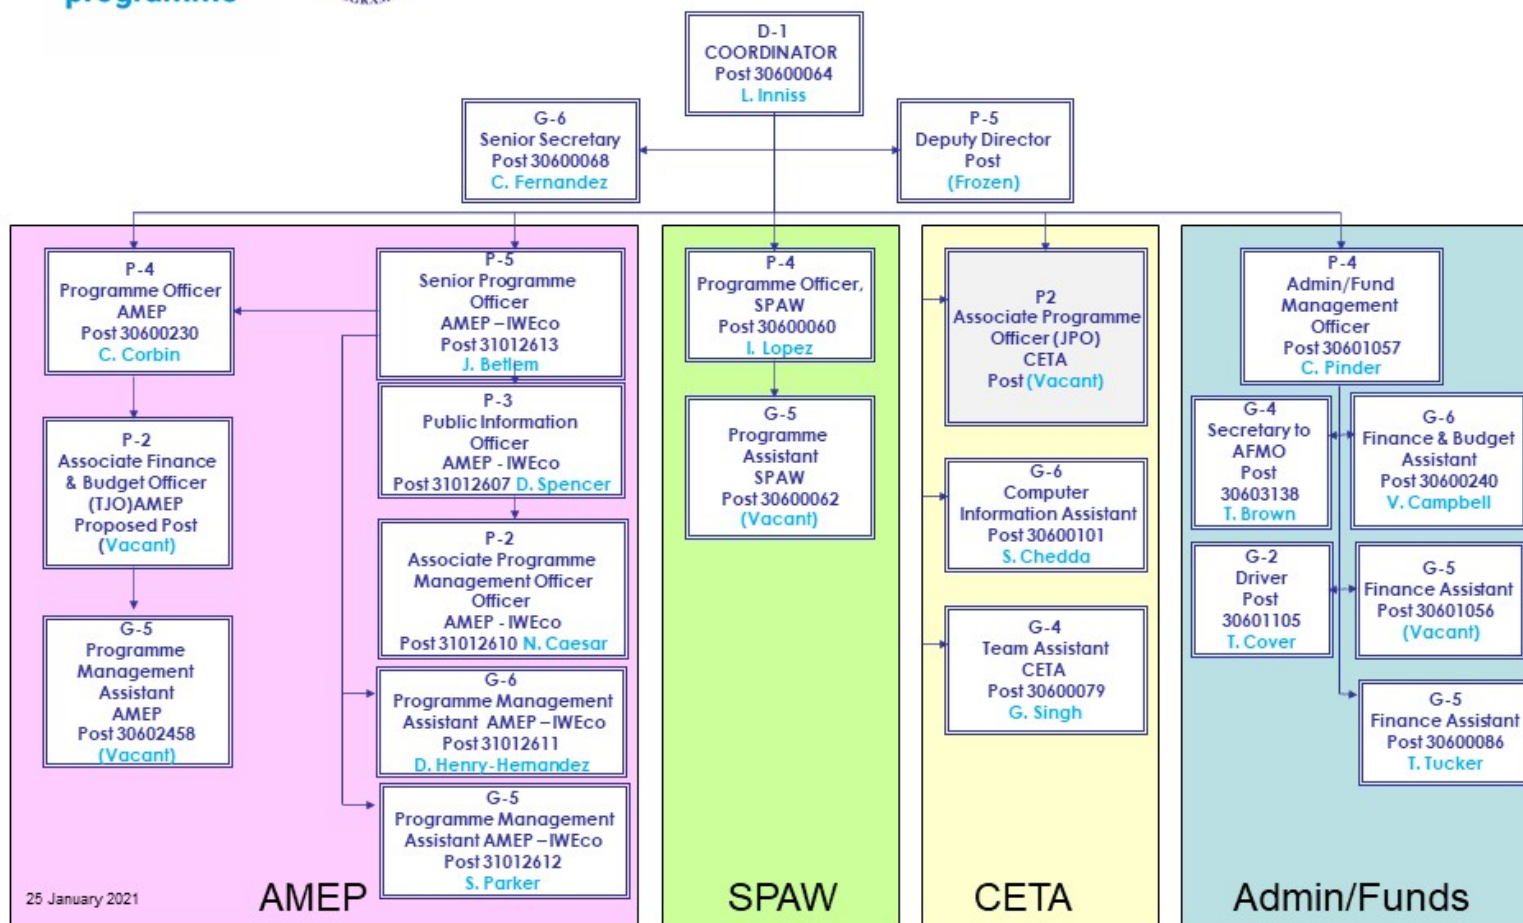 programme
D-1
COORDINATOR
Post 30600064
L. Inniss
G-6
Senior Secretary
Post 30600068
C. Fernandez
P-5
Deputy Director
Post
(Frozen)
P-4
Programme Officer
AMEP
Post 30600230
C. Corbin
P-2
Associate Finance
& Budget Officer
(TJO)AMEP
Proposed Post
(Vacant)
G-5
Programme
Management
Assistant
AMEP
Post 30602458
(Vacant)
P-5
Senior Programme
Officer
AMEP – IWEco
Post 31012613
J. Betlem
P-3
Public Information
Officer
AMEP - IWEco
Post 31012607 D. Spencer
P-2
Associate Programme
Management Officer
Officer
AMEP - IWEco
Post 31012610 N. Caesar
G-6
Programme Management
Assistant AMEP – IWEco
Post 31012611
D. Henry-Hernandez
G-5
Programme Management
Assistant AMEP – IWEco
Post 31012612
S. Parker
25 January 2021
AMEP
P-4
Programme Officer,
SPAW
Post 30600060
I. Lopez
G-5
Programme
Assistant
SPAW
Post 30600062
(Vacant)
SPAW
P2
Associate Programme
Officer (JPO)
CETA
Post (Vacant)
G-6
Computer
Information Assistant
Post 30600101
S. Chedda
G-4
Team Assistant
CETA
Post 30600079
G. Singh
CETA
P-4
Admin/Fund
Management
Officer
Post 30601057
C. Pinder
G-4
Secretary to
AFMO
Post
30603138
T. Brown
G-6
Finance & Budget
Assistant
Post 30600240
V. Campbell
G-2
Driver
Post
30601105
T. Cover
G-5
Finance Assistant
Post 30601056
(Vacant)
G-5
Finance Assistant
Post 30600086
T. Tucker
Admin/Funds